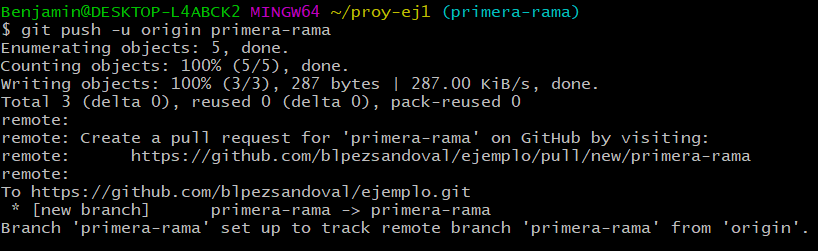 Benjamin@DESKTOP-L4ABCK2 MINGW64 ~/proy-ej1 (primera-rama)
$ git push -u origin primera-rama
Enumerating objects: 5, done.
Counting objects: 100% (5/5), done.
Writing objects: 100% (3/3), 287 bytes | 287.00 KiB/s, done.
Total 3 (delta 0), reused 0 (delta 0), pack-reused 0
remote:
remote: Create a pull request for 'primera-rama' on GitHub by visiting:
remote:      https://github.com/blpezsandoval/ejemplo/pull/new/primera-rama
remote:
To https://github.com/blpezsandoval/ejemplo.git
 * [new branch]      primera-rama -> primera-rama
Branch 'primera-rama' set up to track remote branch 'primera-rama' from 'origin'.